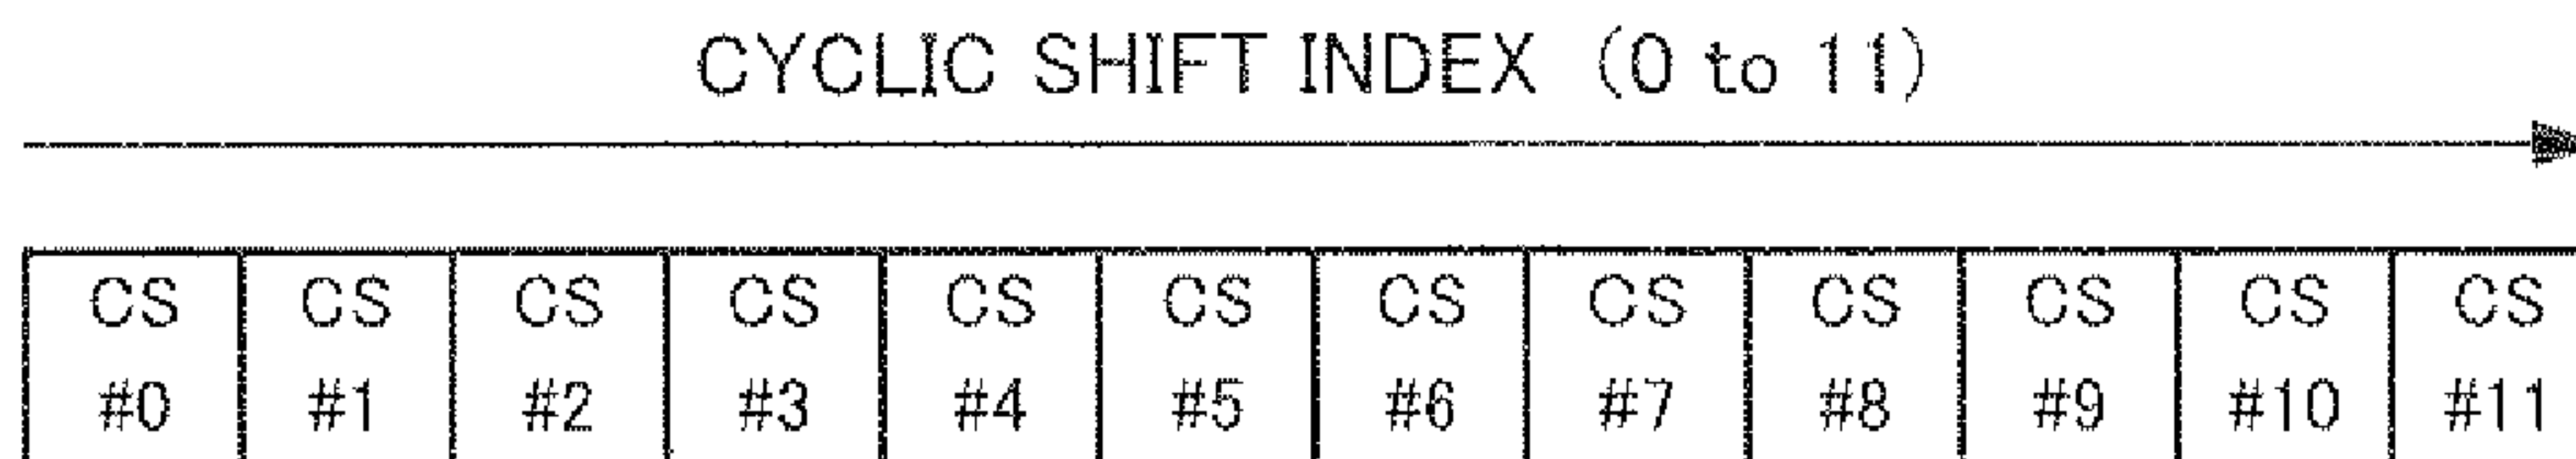 CYCLIC SHIFT INDEX (0 to 11)
CS CS CS CS CS CS CS CS CS CS CS CS
#0 #1 #2 #3 #4 #5 #6 #7 #8 #9 #10 #11